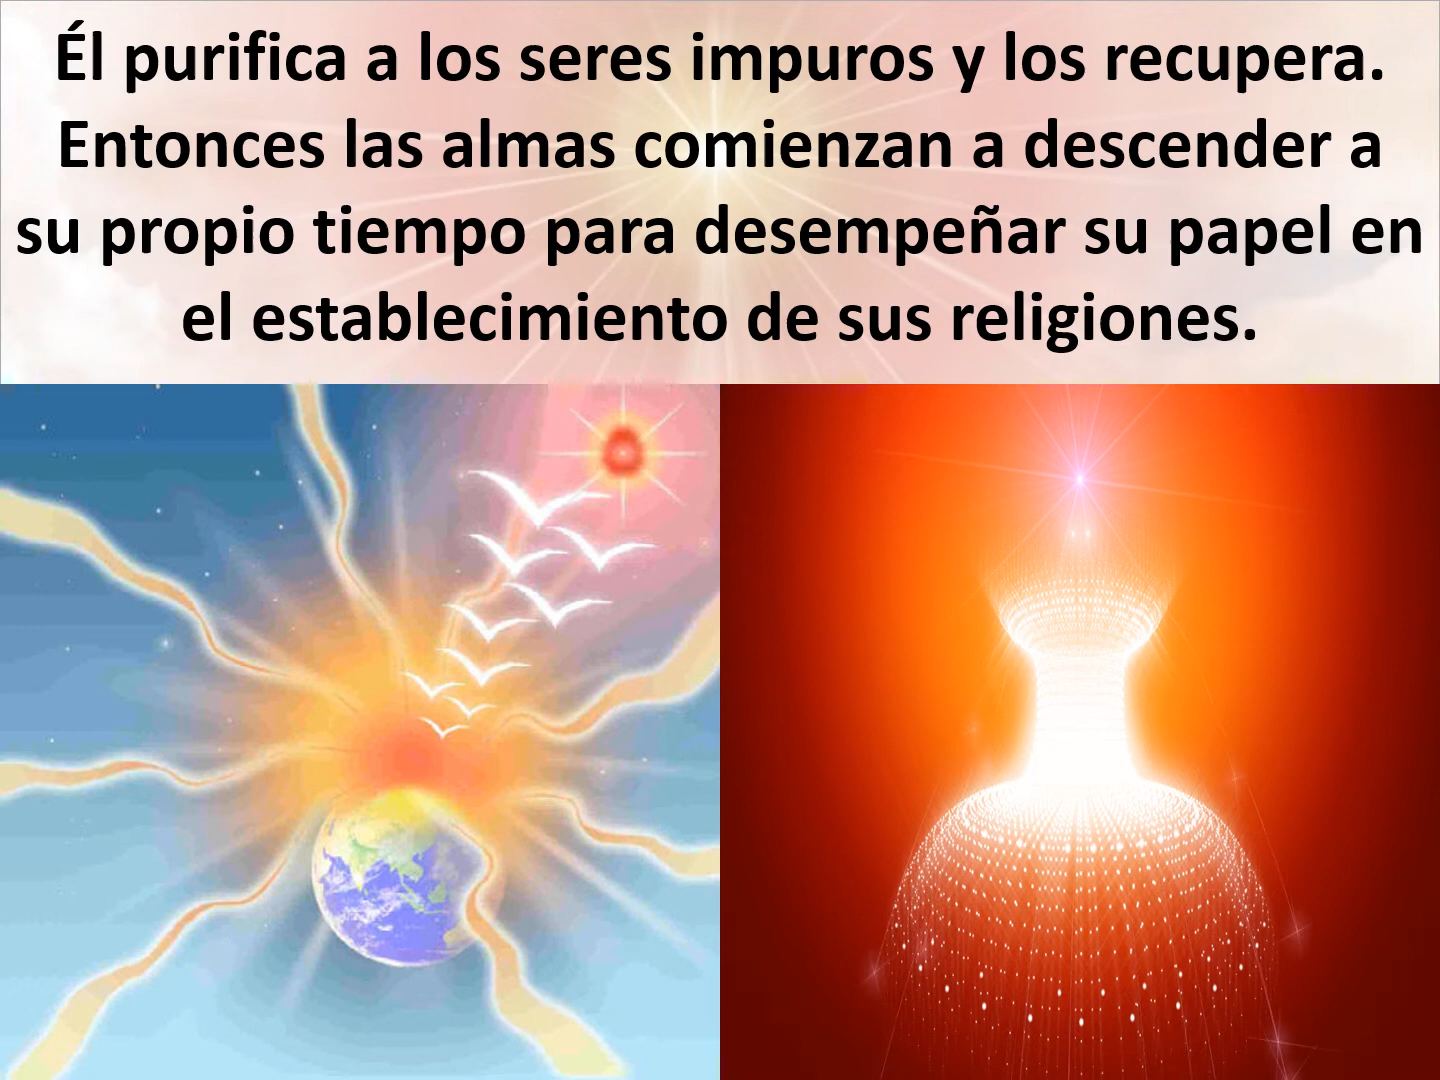 Él purifica a los seres impuros y los recupera.
Entonces las almas comienzan a descender a
su propio tiempo para desempeñar su papel en
el establecimiento de sus religiones.